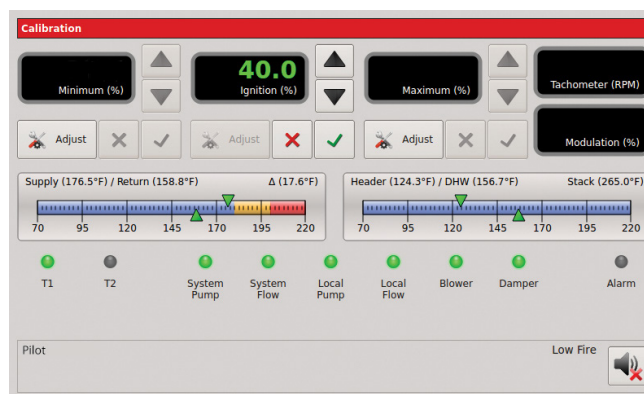 Calibration
40.0
Minimum (%)
Ignition (%)
Maximum (%)
Tachometer (RPM)
Adjust
Adjust
Adjust
Modulation (%)
Supply (176.5°F) / Return (158.8°F) Δ (17.6°F)
70 95 120 145 170 195 220
Header (124.3°F) / DHW (156.7°F) Stack (265.0°F)
70 95 120 145 170 195 220
T1
T2
System Pump
System Flow
Local Pump
Local Flow
Blower
Damper
Alarm
Pilot
Low Fire